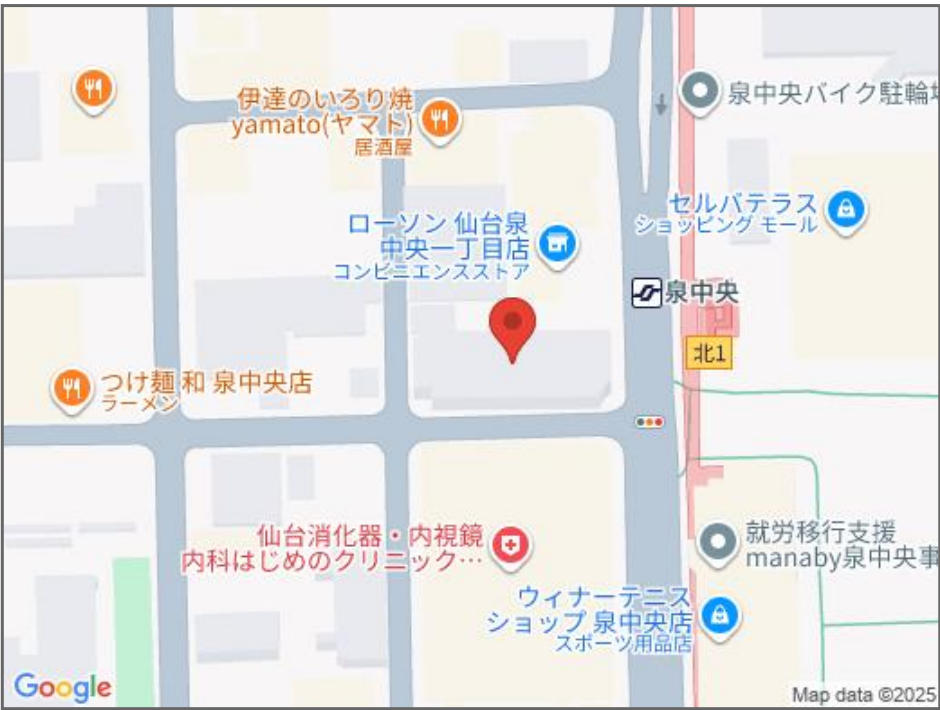 伊達のいろり焼
yamato(ヤマト)
居酒屋
泉中央バイク駐輪
セルバテラス
ショッピング モール
ローソン 仙台泉
中央一丁目店
コンビニエンスストア
泉中央
北1
つけ麺 和 泉中央店
ラーメン
仙台消化器・内視鏡
内科はじめのクリニック…
就労移行支援
manaby泉中央事
ウィナーテニス
ショップ 泉中央店
スポーツ用品店
Google
Map data ©2025